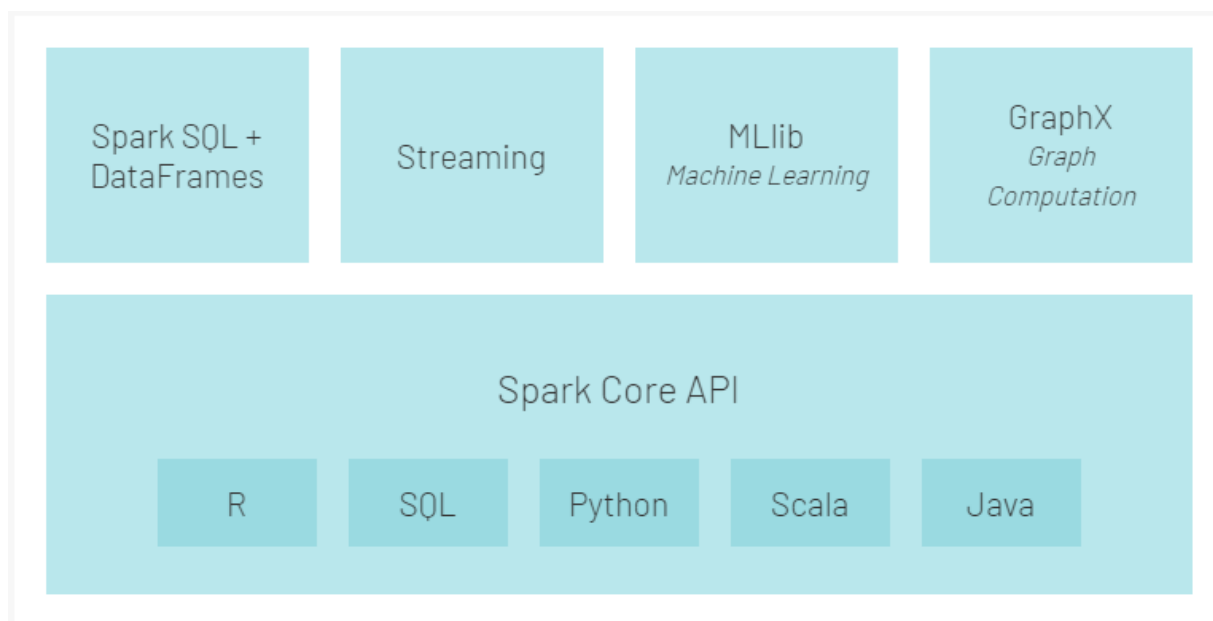 Spark SQL +
DataFrames
Streaming
MLlib
Machine Learning
GraphX
Graph
Computation
Spark Core API
R
SQL
Python
Scala
Java